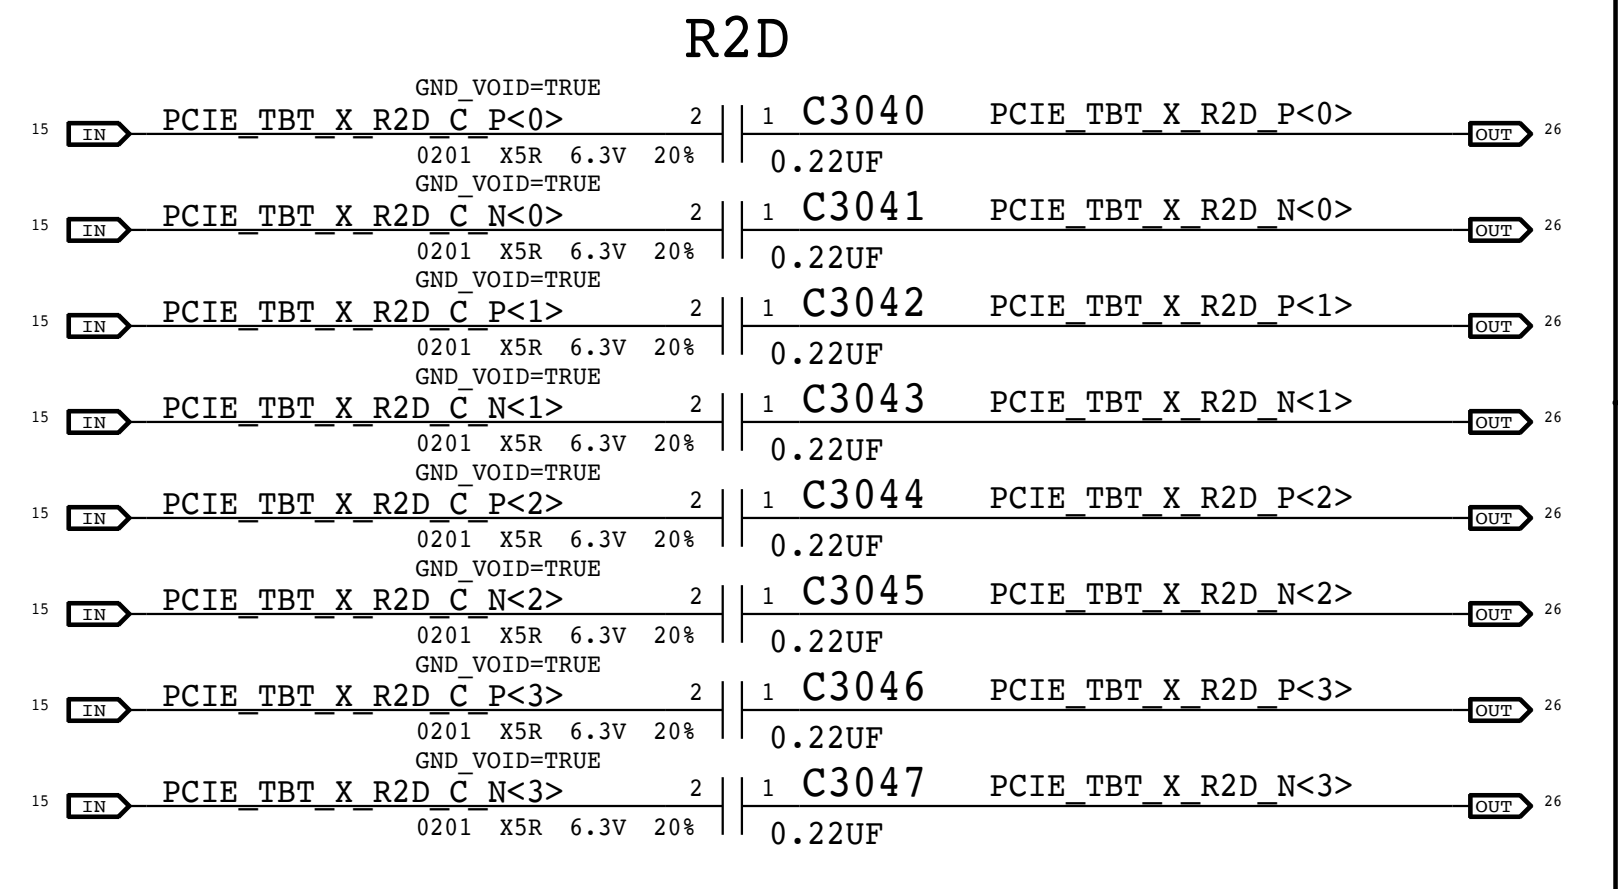 R2D
GND_VOID=TRUE
15 IN PCIE_TBT_X_R2D_C_P<0> 2 1 C3040 PCIE_TBT_X_R2D_P<0> OUT 26
0201 X5R 6.3V 20% 0.22UF
GND_VOID=TRUE
15 IN PCIE_TBT_X_R2D_C_N<0> 2 1 C3041 PCIE_TBT_X_R2D_N<0> OUT 26
0201 X5R 6.3V 20% 0.22UF
GND_VOID=TRUE
15 IN PCIE_TBT_X_R2D_C_P<1> 2 1 C3042 PCIE_TBT_X_R2D_P<1> OUT 26
0201 X5R 6.3V 20% 0.22UF
GND_VOID=TRUE
15 IN PCIE_TBT_X_R2D_C_N<1> 2 1 C3043 PCIE_TBT_X_R2D_N<1> OUT 26
0201 X5R 6.3V 20% 0.22UF
GND_VOID=TRUE
15 IN PCIE_TBT_X_R2D_C_P<2> 2 1 C3044 PCIE_TBT_X_R2D_P<2> OUT 26
0201 X5R 6.3V 20% 0.22UF
GND_VOID=TRUE
15 IN PCIE_TBT_X_R2D_C_N<2> 2 1 C3045 PCIE_TBT_X_R2D_N<2> OUT 26
0201 X5R 6.3V 20% 0.22UF
GND_VOID=TRUE
15 IN PCIE_TBT_X_R2D_C_P<3> 2 1 C3046 PCIE_TBT_X_R2D_P<3> OUT 26
0201 X5R 6.3V 20% 0.22UF
GND_VOID=TRUE
15 IN PCIE_TBT_X_R2D_C_N<3> 2 1 C3047 PCIE_TBT_X_R2D_N<3> OUT 26
0201 X5R 6.3V 20% 0.22UF